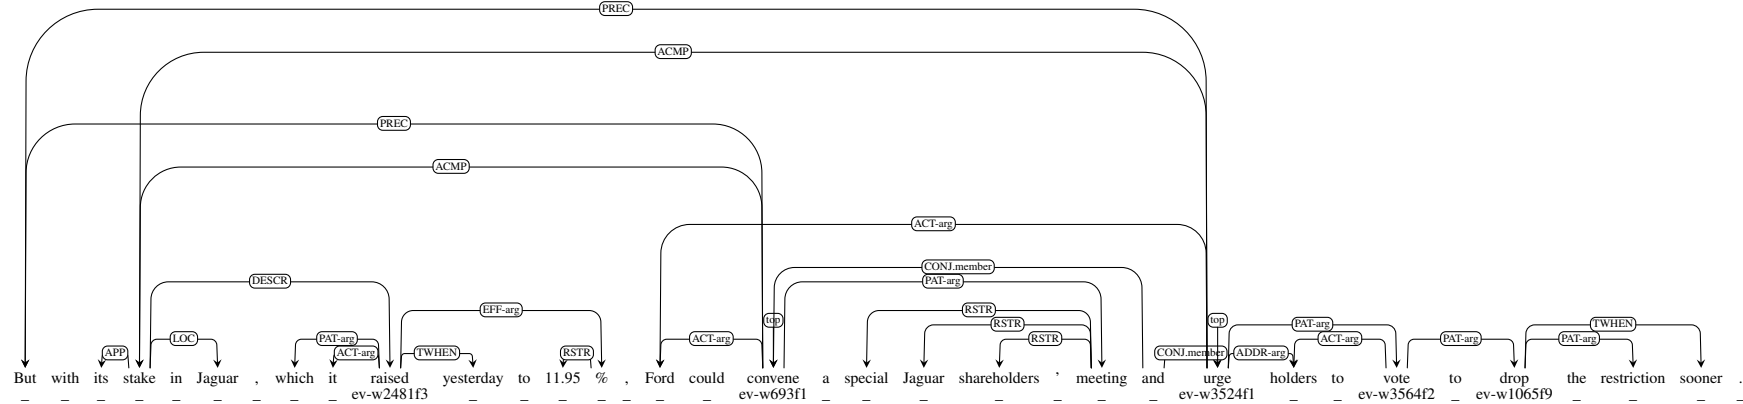 PREC
ACMP
PREC
ACMP
ACT-arg
CONJ.member
DESCR PAT-arg
EFF-arg RSTR
top top
RSTR PAT-arg TWHEN
LOC PAT-arg ACT-arg RSTR ACT-arg PAT-arg PAT-arg
APP ACT-arg TWHEN RSTR CONJ.member ADDR-arg
But with its stake in Jaguar , which it raised yesterday to 11.95 % , Ford could convene a special Jaguar shareholders ’ meeting and urge holders to vote to drop the restriction sooner .
_ _ _ _ _ _ _ _ _ ev-w2481f3 _ _ _ _ _ _ _ ev-w693f1 _ _ _ _ _ _ _ ev-w3524f1 _ _ ev-w3564f2 _ ev-w1065f9 _ _ _ _